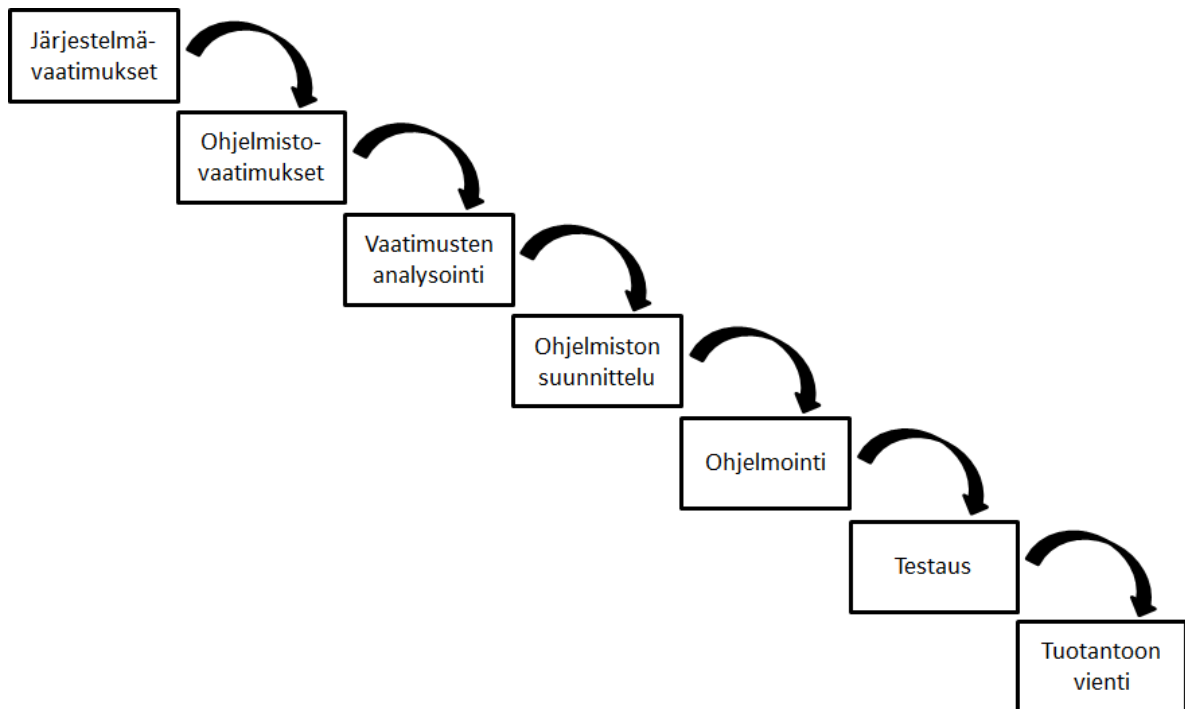 Järjestelmä-
vaatimukset
Ohjelmisto-
vaatimukset
Vaatimusten
analysointi
Ohjelmiston
suunnittelu
Ohjelmointi
Testaus
Tuotantoon
vienti